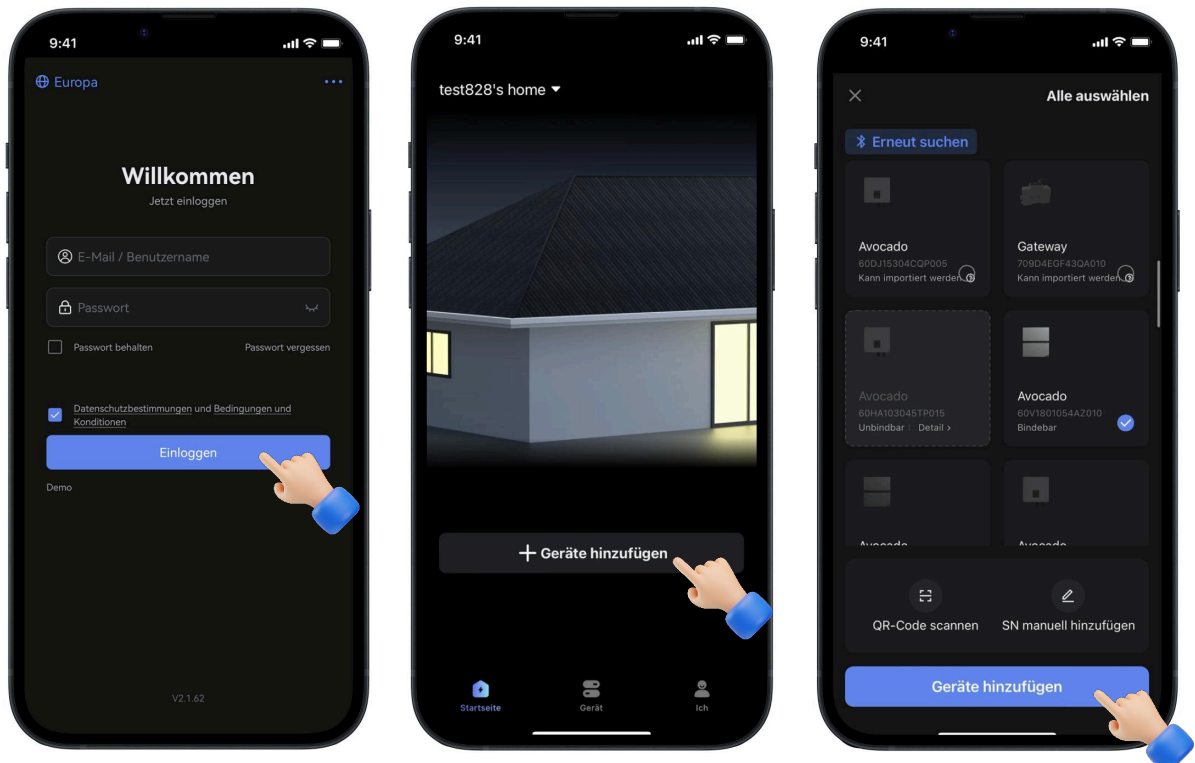 9:41
Europa
Willkommen
Jetzt einloggen
E-Mail / Benutzername
Passwort
Passwort behalten
Passwort vergessen
Datenschutzbestimmungen und Bedingungen und
Konditionen
Einloggen
Demo
V2.1.62
9:41
test828's home
Geräte hinzufügen
Startseite
Gerät
Ich
9:41
Alle auswählen
Erneut suchen
Avocado
60DJ15304CQP005
Kann importiert werden
Gateway
709D4EGF43QA010
Kann importiert werden
Avocado
60HA103045TP015
Unbindbar Detail >
Avocado
60V1801054AZ010
Bindebar
Avocado
Avocado
QR-Code scannen
SN manuell hinzufügen
Geräte hinzufügen